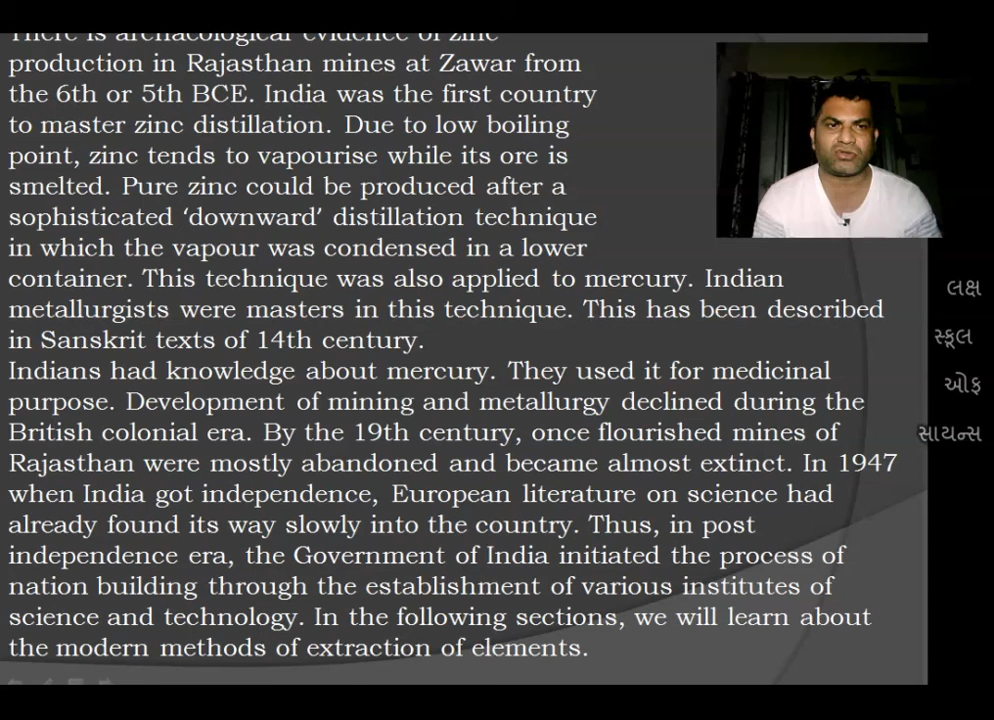 There is archaeological evidence of zinc
production in Rajasthan mines at Zawar from
the 6th or 5th BCE. India was the first country
to master zinc distillation. Due to low boiling
point, zinc tends to vapourise while its ore is
smelted. Pure zinc could be produced after a
sophisticated ‘downward’ distillation technique
in which the vapour was condensed in a lower
container. This technique was also applied to mercury. Indian
metallurgists were masters in this technique. This has been described
in Sanskrit texts of 14th century.
Indians had knowledge about mercury. They used it for medicinal
purpose. Development of mining and metallurgy declined during the
British colonial era. By the 19th century, once flourished mines of
Rajasthan were mostly abandoned and became almost extinct. In 1947
when India got independence, European literature on science had
already found its way slowly into the country. Thus, in post
independence era, the Government of India initiated the process of
nation building through the establishment of various institutes of
science and technology. In the following sections, we will learn about
the modern methods of extraction of elements.
લક્ષ
સ્કૂલ
ઓફ
સાયન્સ